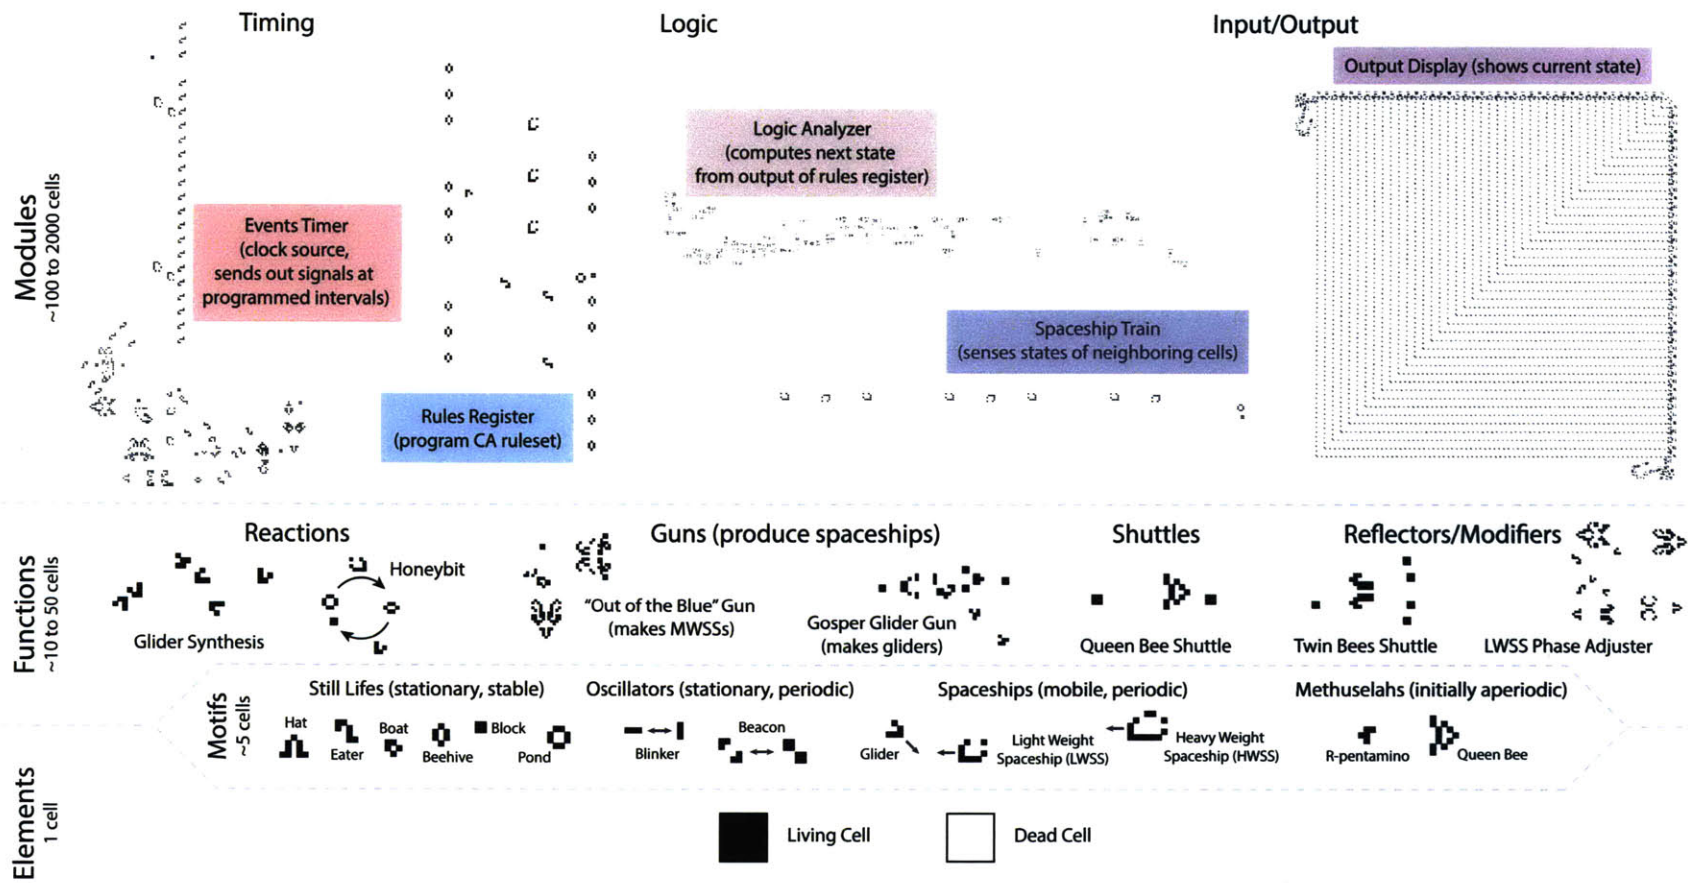 Timing
Logic
Input/Output
Output Display (shows current state)
Logic Analyzer
(computes next state
from output of rules register)
Modules
~100 to 2000 cells
Events Timer
(clock source,
sends out signals at
programmed intervals)
Spaceship Train
(senses states of neighboring cells)
Rules Register
(program CA ruleset)
Functions
~10 to 50 cells
Reactions
Guns (produce spaceships)
Shuttles
Reflectors/Modifiers
Honeybit
Glider Synthesis
"Out of the Blue" Gun
(makes MWSSs)
Gosper Glider Gun
(makes gliders)
Queen Bee Shuttle
Twin Bees Shuttle
LWSS Phase Adjuster
Motifs
~5 cells
Still Lifes (stationary, stable)
Oscillators (stationary, periodic)
Spaceships (mobile, periodic)
Methuselahs (initially aperiodic)
Hat
Eater
Boat
Beehive
Block
Pond
Blinker
Beacon
Glider
Light Weight
Spaceship (LWSS)
Heavy Weight
Spaceship (HWSS)
R-pentamino
Queen Bee
Elements
1 cell
Living Cell
Dead Cell